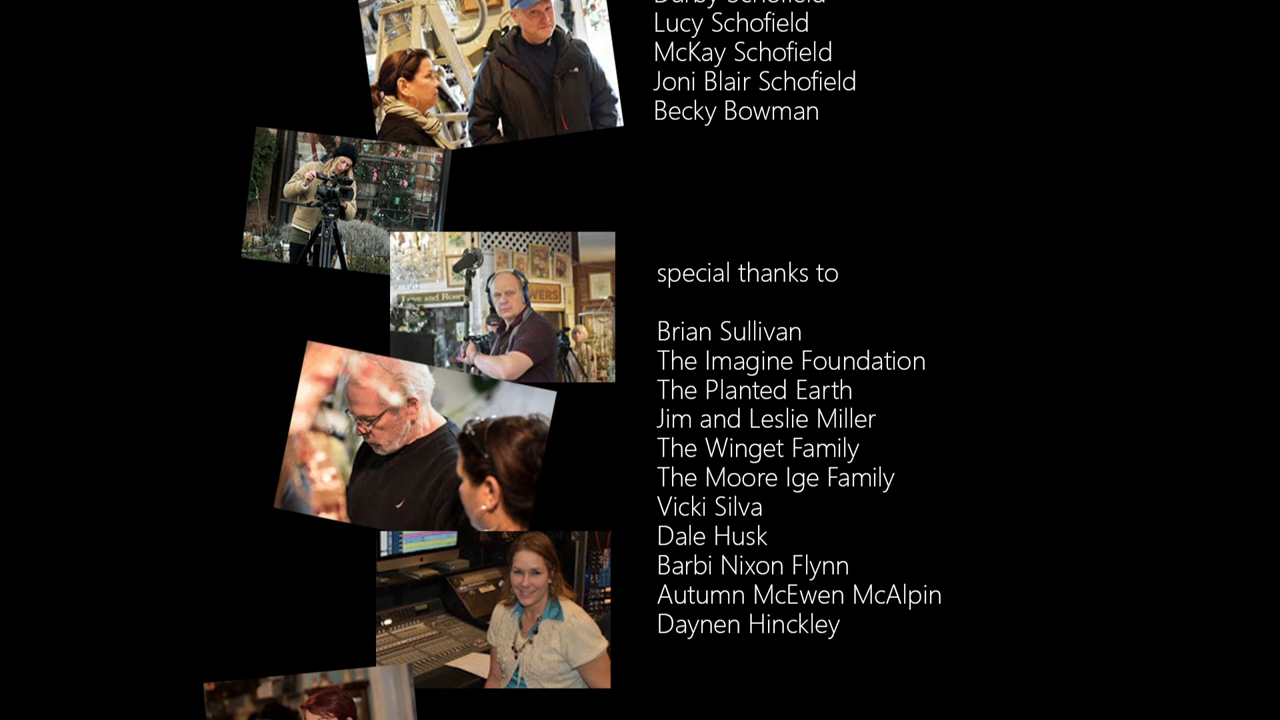 Lucy Schofield
McKay Schofield
Joni Blair Schofield
Becky Bowman
special thanks to
Brian Sullivan
The Imagine Foundation
The Planted Earth
Jim and Leslie Miller
The Winget Family
The Moore Ige Family
Vicki Silva
Dale Husk
Barbi Nixon Flynn
Autumn McEwen McAlpin
Daynen Hinckley